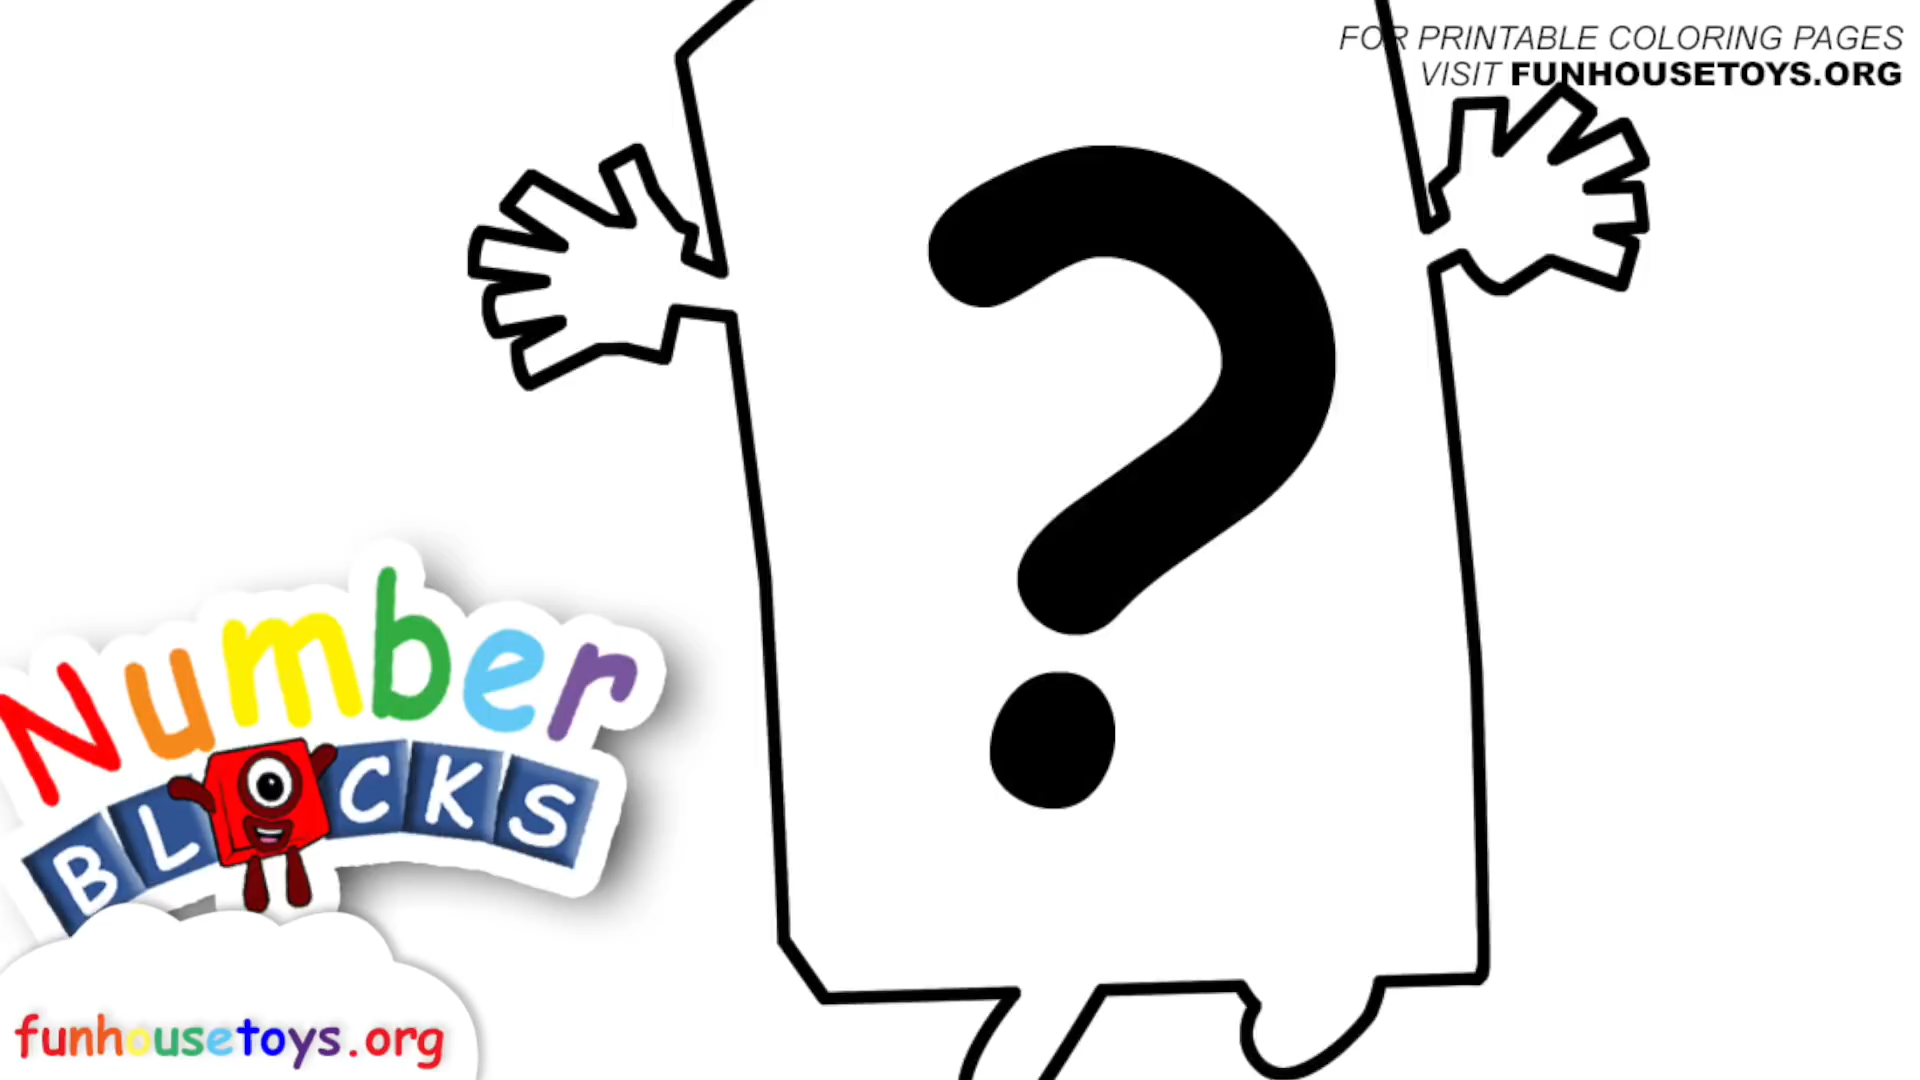 FOR PRINTABLE COLORING PAGES
VISIT FUNHOUSETOYS.ORG
?
Number
BLOCKS
funhousetoys.org